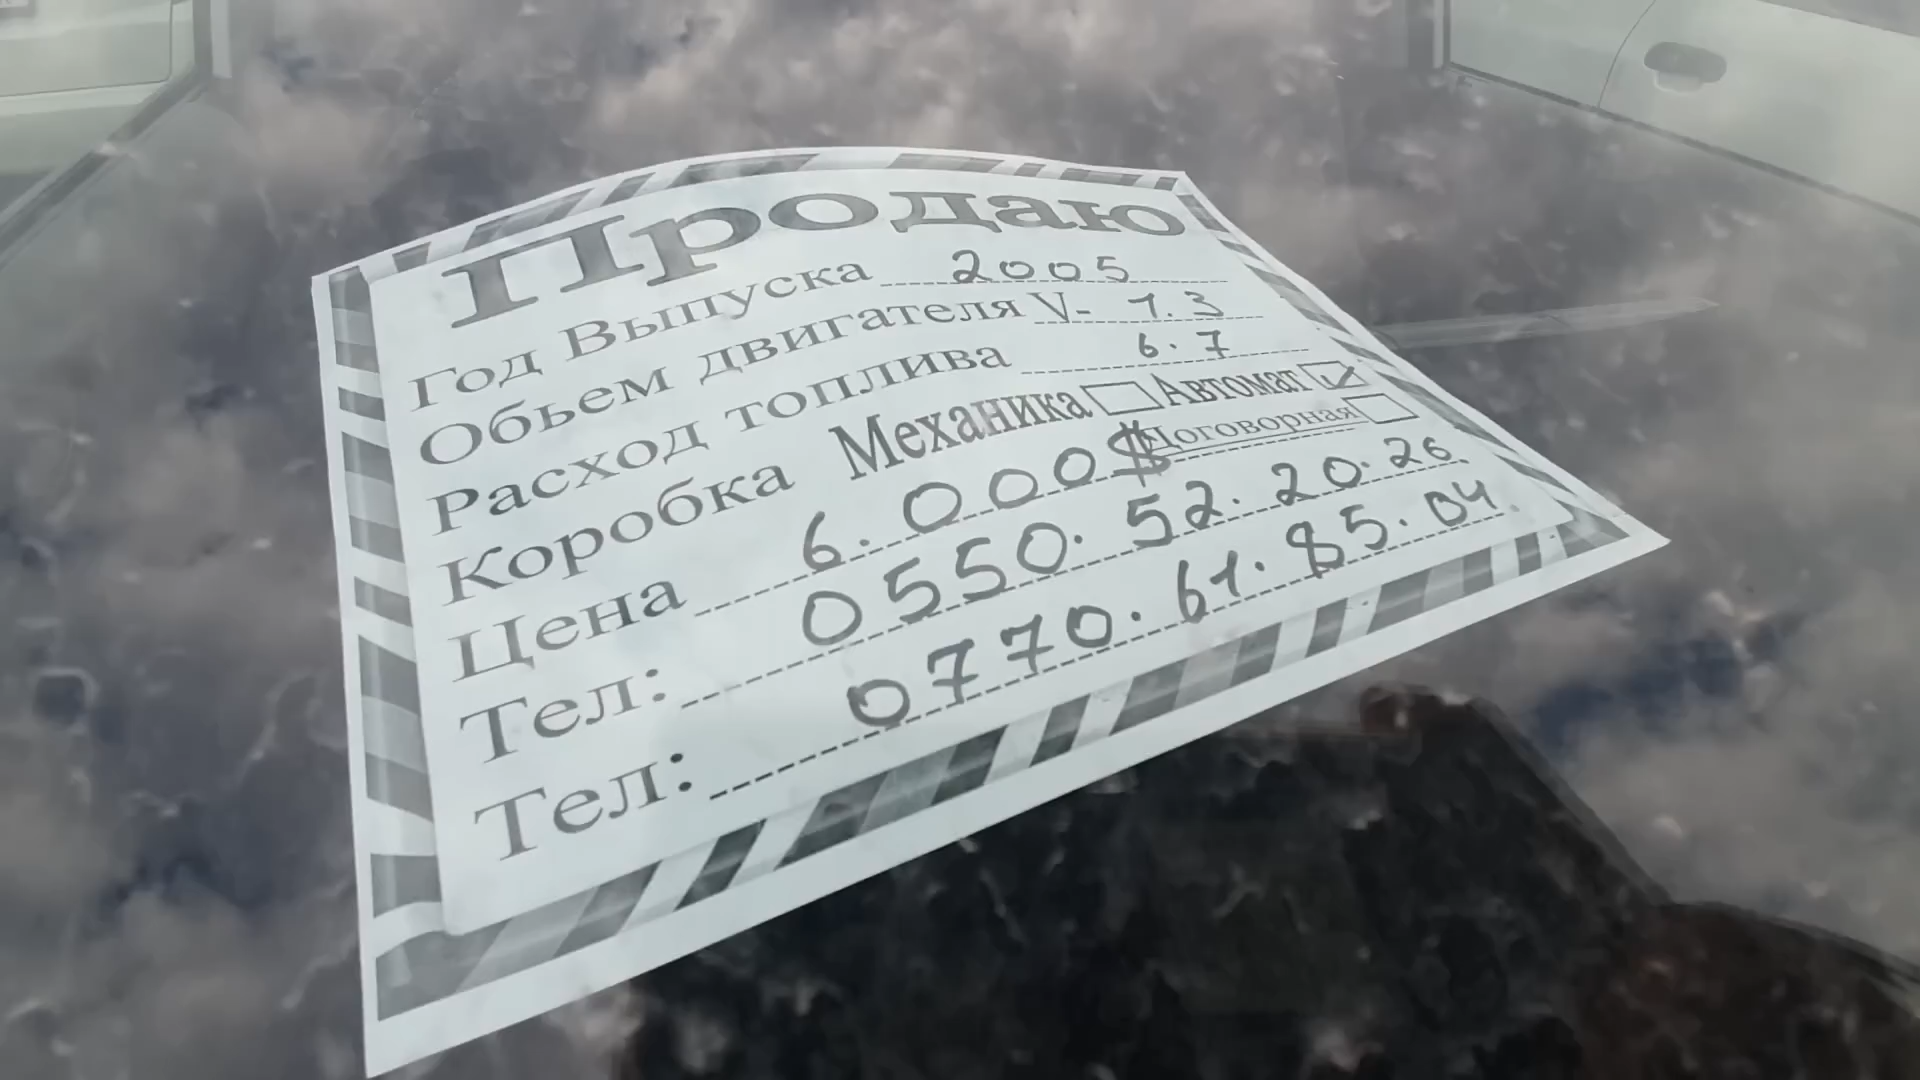 Продаю
Год Выпуска 2005
Обьем двигателя V- 1.3
Расход топлива 6.7
Коробка Механика Автомат ✓
Цена 6.000$ Договорная
Тел: 0550.52.20.26
Тел: 0770.61.85.04